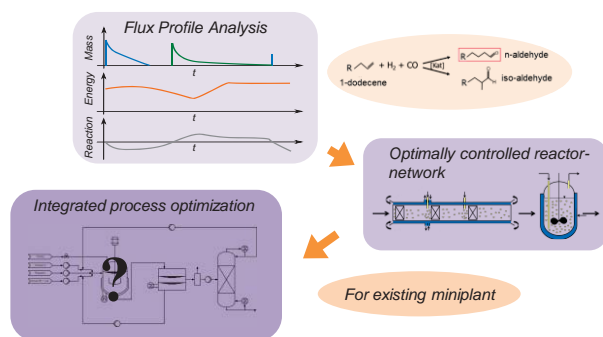 Flux Profile Analysis
Mass
t
Energy
t
Reaction
t
R
1-dodecene
+ H2 + CO
[Kat]
R
O
n-aldehyde
R
O
H
iso-aldehyde
Optimally controlled reactor-
network
Integrated process optimization
?
For existing miniplant